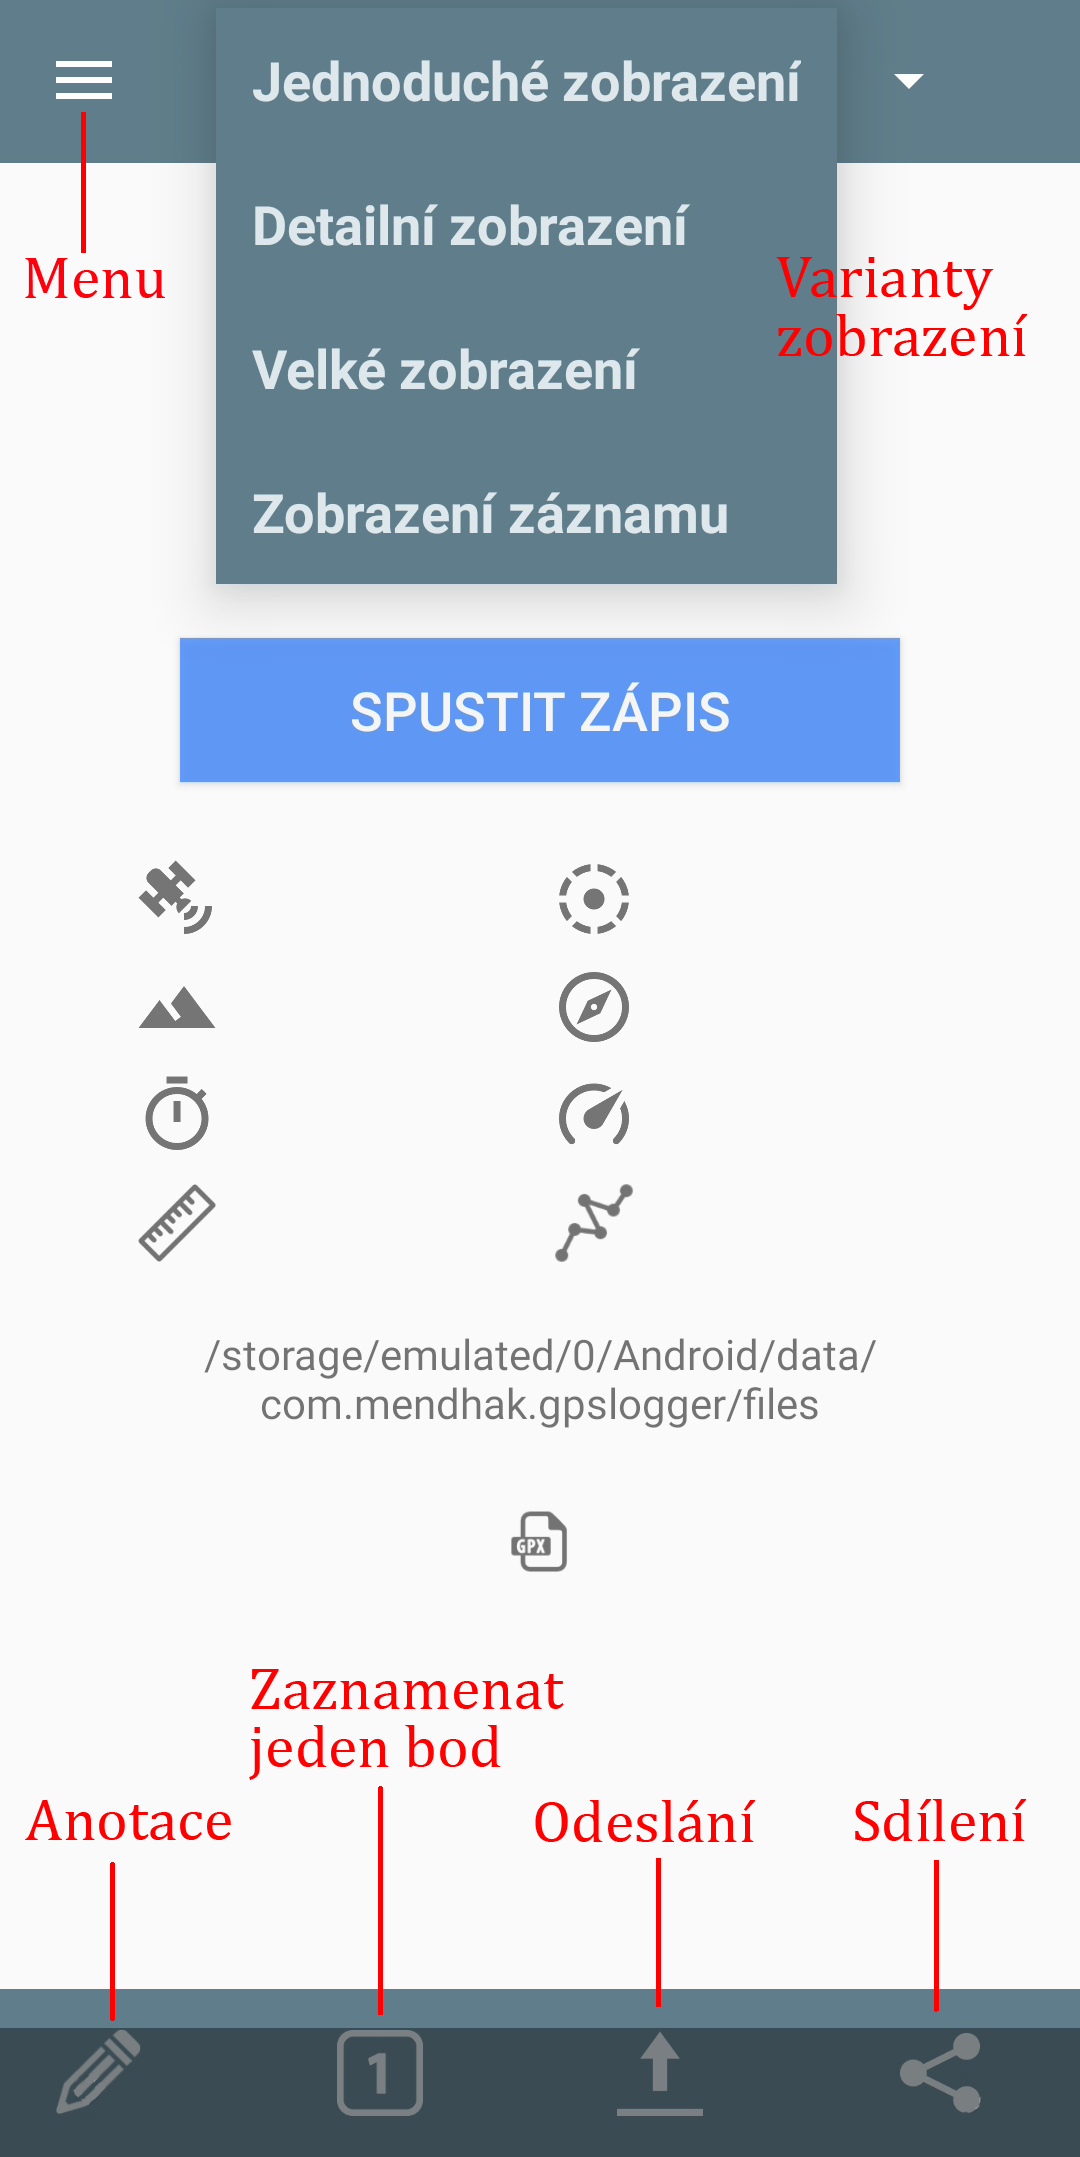 Jednoduché zobrazení
Detailní zobrazení
Menu
Varianty
zobrazení
Velké zobrazení
Zobrazení záznamu
SPUSTIT ZÁPIS
/storage/emulated/0/Android/data/
com.mendhak.gpslogger/files
GPX
Zaznamenat
jeden bod
Anotace
Odeslání
Sdílení
1